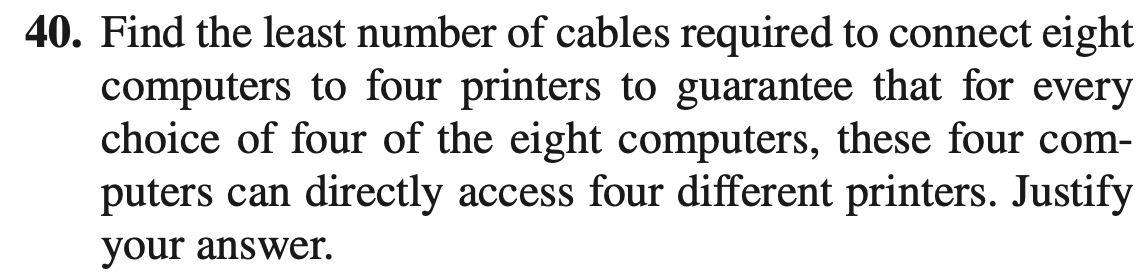 40. Find the least number of cables required to connect eight
computers to four printers to guarantee that for every
choice of four of the eight computers, these four com-
puters can directly access four different printers. Justify
your answer.